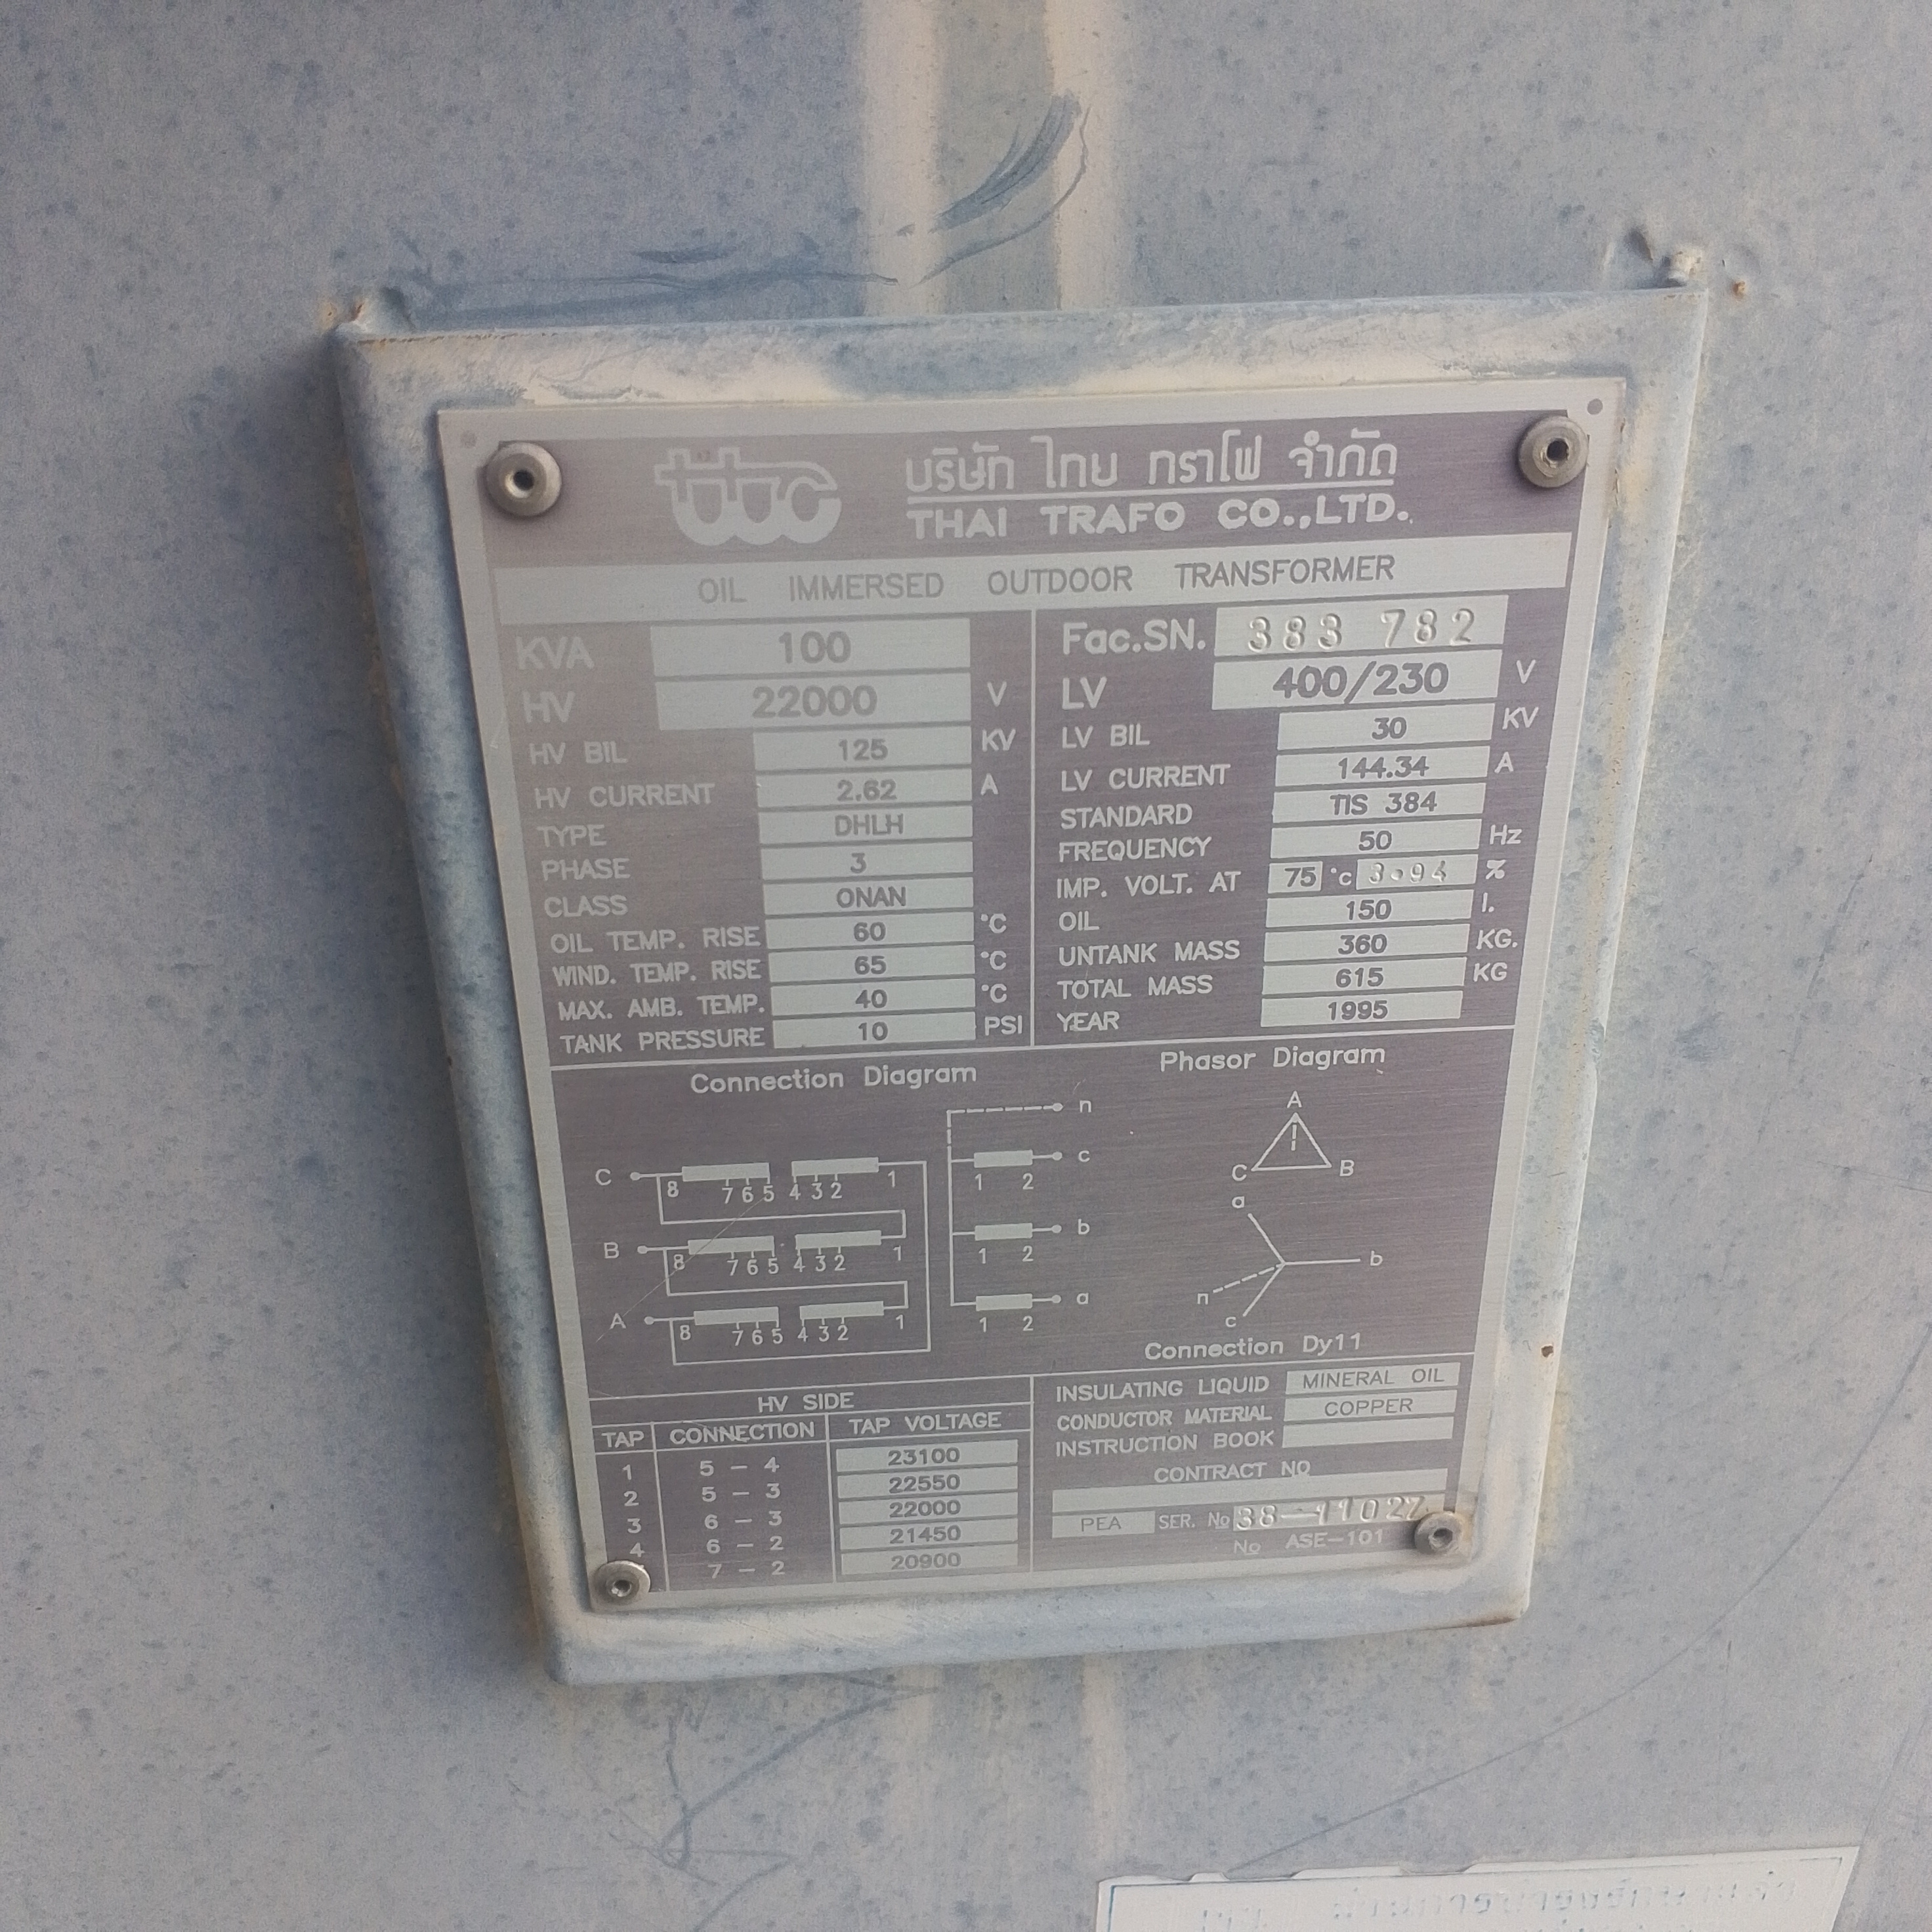 ttc
บริษัท ไทย ทราโฟ จำกัด
THAI TRAFO CO.,LTD.
OIL IMMERSED OUTDOOR TRANSFORMER
KVA 100
HV 22000 V
HV BIL 125 KV
HV CURRENT 2.62 A
TYPE DHLH
PHASE 3
CLASS ONAN
OIL TEMP. RISE 60 °C
WIND. TEMP. RISE 65 °C
MAX. AMB. TEMP. 40 °C
TANK PRESSURE 10 PSI
Fac.SN. 383 782
LV 400/230 V
LV BIL 30 KV
LV CURRENT 144.34 A
STANDARD TIS 384
FREQUENCY 50 Hz
IMP. VOLT. AT 75 °C 3.94 %
OIL 150 l.
UNTANK MASS 360 KG.
TOTAL MASS 615 KG
YEAR 1995
Connection Diagram
n
C 8 7 6 5 4 3 2 1 1 2 c
B 8 7 6 5 4 3 2 1 1 2 b
A 8 7 6 5 4 3 2 1 1 2 a
Phasor Diagram
A
C B
a
b
n
c
Connection Dy11
HV SIDE
TAP CONNECTION TAP VOLTAGE
1 5 - 4 23100
2 5 - 3 22550
3 6 - 3 22000
4 6 - 2 21450
7 - 2 20900
INSULATING LIQUID MINERAL OIL
CONDUCTOR MATERIAL COPPER
INSTRUCTION BOOK
CONTRACT NO
PEA SER. No 38-11027
No ASE-101